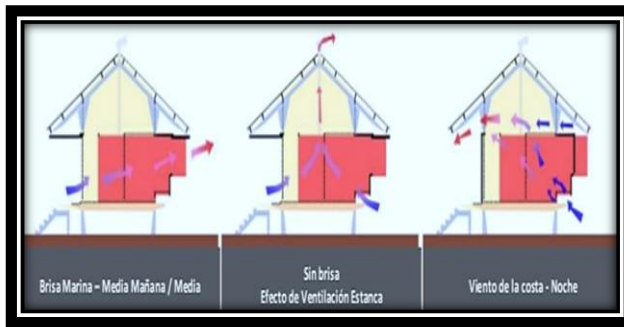 Brisa Marina – Media Mañana / Media
Sin brisa
Efecto de Ventilación Estanca
Viento de la costa - Noche